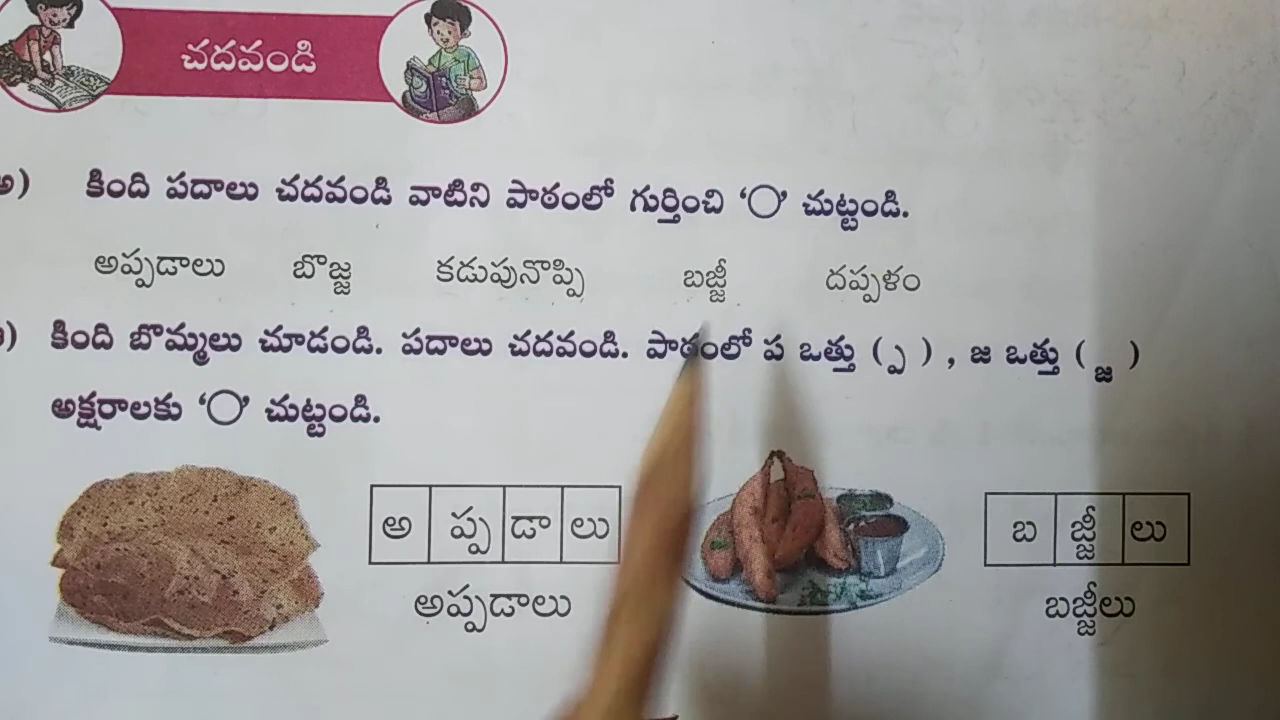 చదవండి
అ) కింది పదాలు చదవండి వాటిని పాఠంలో గుర్తించి ‘○’ చుట్టండి.
అప్పడాలు బొజ్జ కడుపునొప్పి బజ్జీ దప్పళం
కింది బొమ్మలు చూడండి. పదాలు చదవండి. పాఠంలో ప ఒత్తు ( ్ప ) , జ ఒత్తు ( ్జ )
అక్షరాలకు ‘○’ చుట్టండి.
అ ప్ప డా లు
అప్పడాలు
బ జ్జీ లు
బజ్జీలు